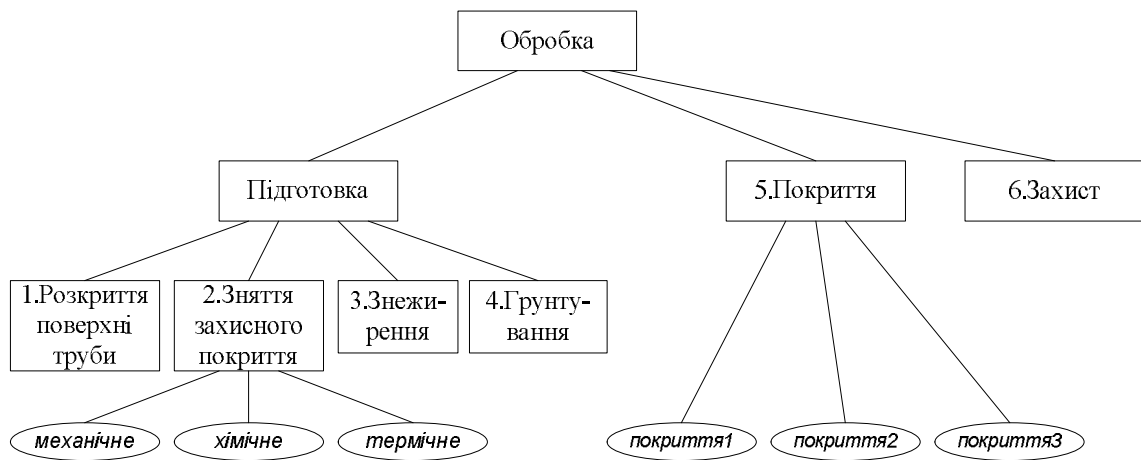 Обробка
Підготовка
5.Покриття
6.Захист
1.Розкриття
поверхні
труби
2.Зняття
захисного
покриття
3.Знежи-
рення
4.Грунту-
вання
механічне
хімічне
термічне
покриття1
покриття2
покриття3